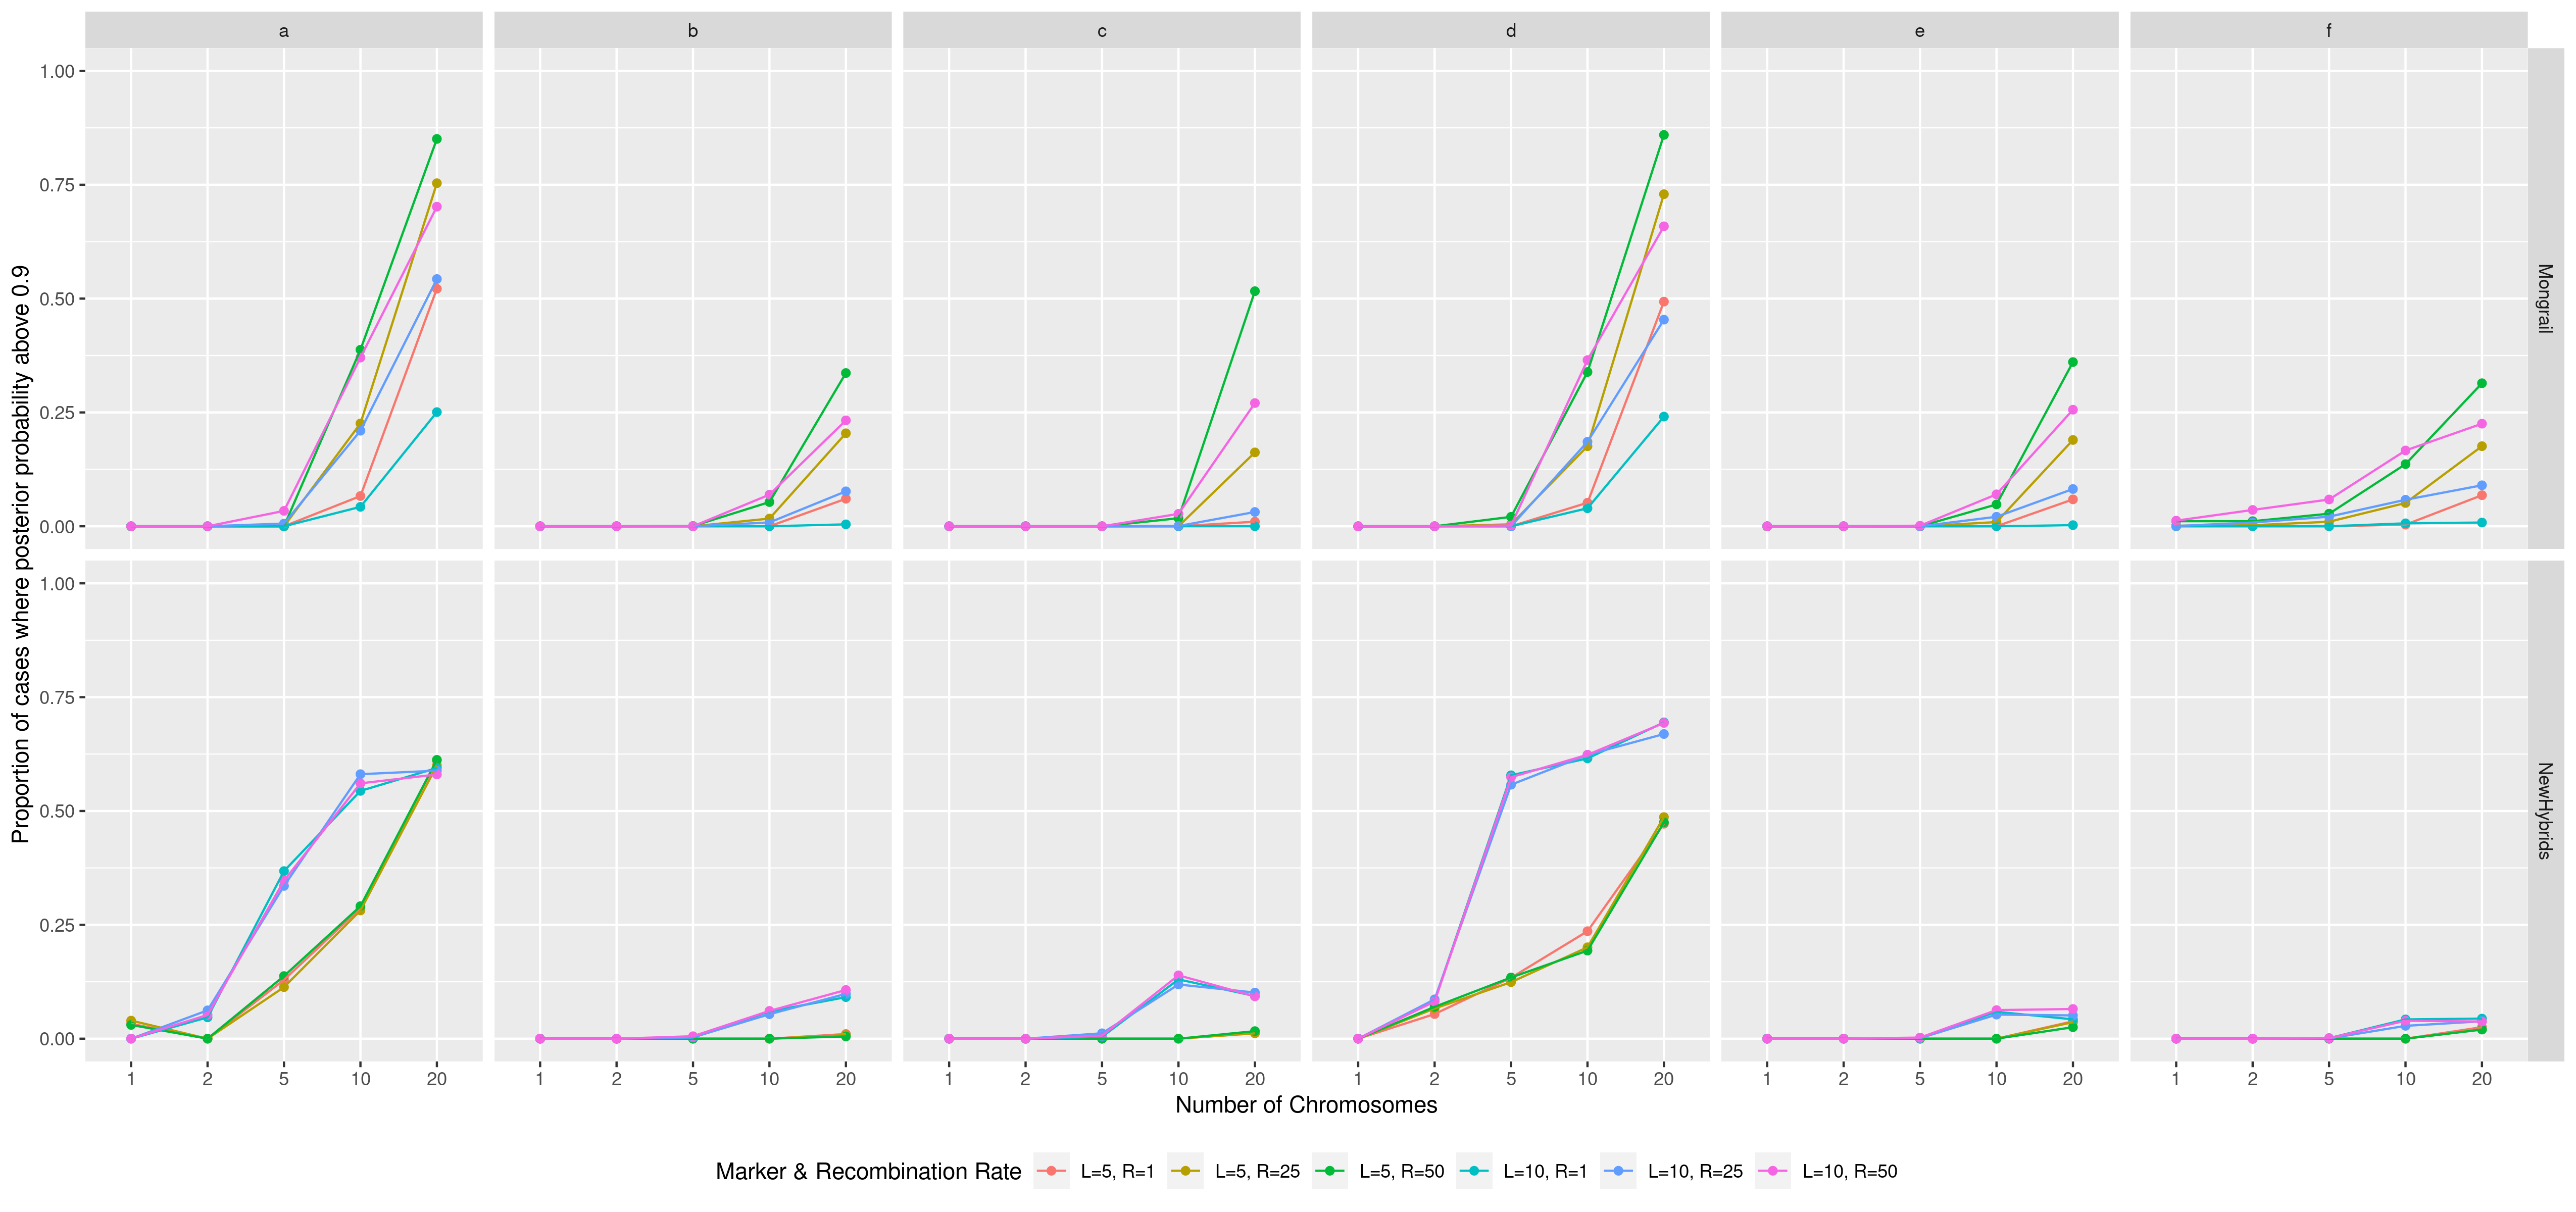 a b c d e f
1.00
0.75
0.50
0.25
0.00
Mongrail
Proportion of cases where posterior probability above 0.9
1.00
0.75
0.50
0.25
0.00
NewHybrids
1 2 5 10 20 1 2 5 10 20 1 2 5 10 20 1 2 5 10 20 1 2 5 10 20 1 2 5 10 20
Number of Chromosomes
Marker & Recombination Rate L=5, R=1 L=5, R=25 L=5, R=50 L=10, R=1 L=10, R=25 L=10, R=50